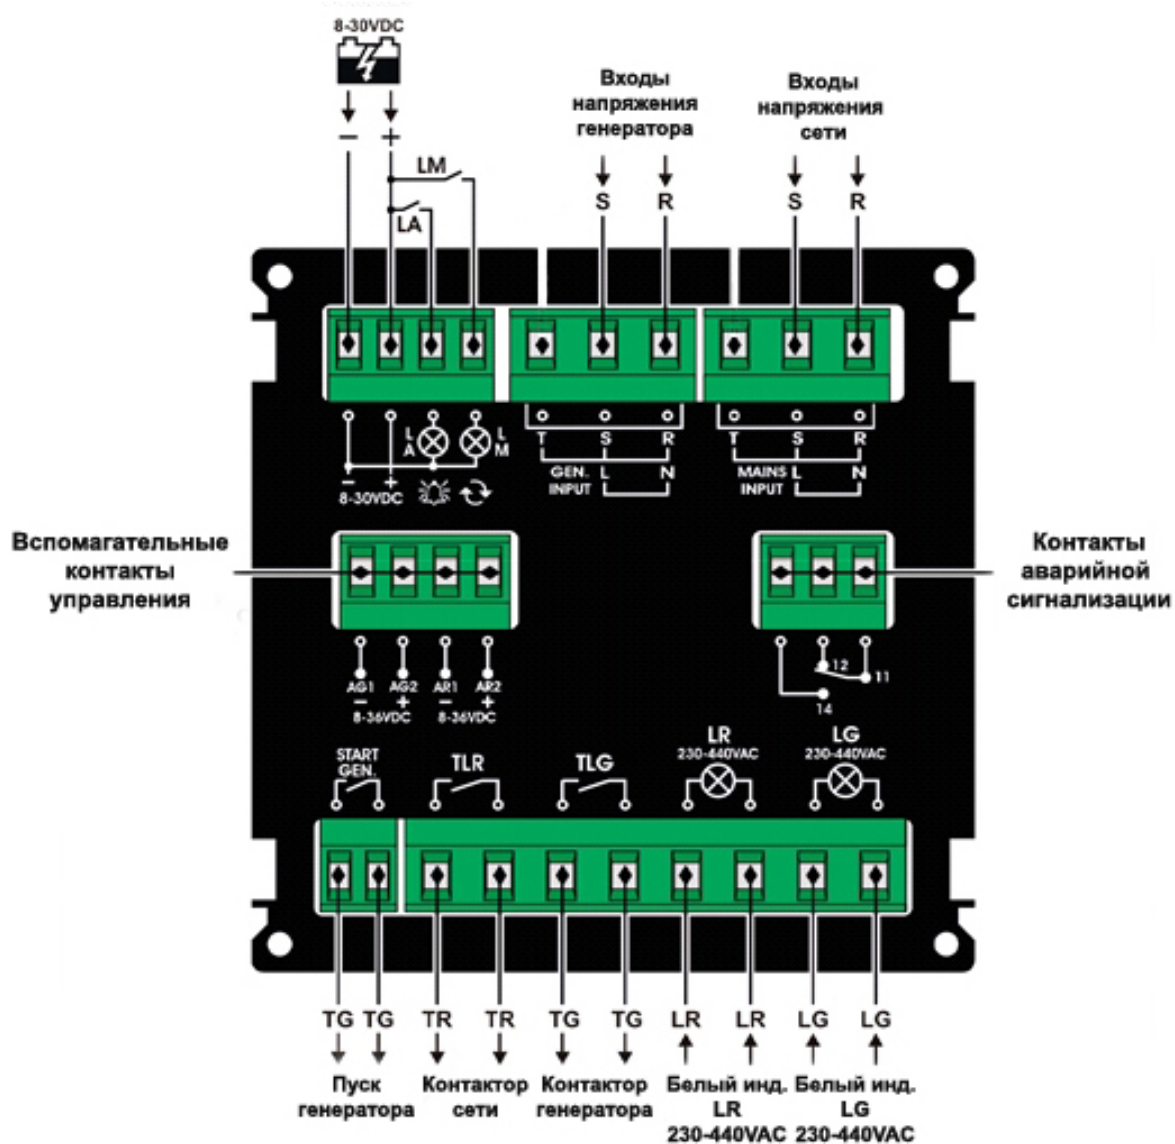 8-30VDC
Входы
напряжения
генератора
Входы
напряжения
сети
− +
LM
LA
S R S R
L A L M
T S R T S R
GEN. INPUT L N MAINS INPUT L N
− +
8-30VDC
Вспомагательные
контакты
управления
Контакты
аварийной
сигнализации
12
11
14
AG1 AG2 AR1 AR2
− + − +
8-36VDC 8-36VDC
START
GEN.
TLR
TLG
LR
230-440VAC
LG
230-440VAC
TG TG TR TR TG TG LR LR LG LG
Пуск
генератора
Контактор
сети
Контактор
генератора
Белый инд.
LR
230-440VAC
Белый инд.
LG
230-440VAC